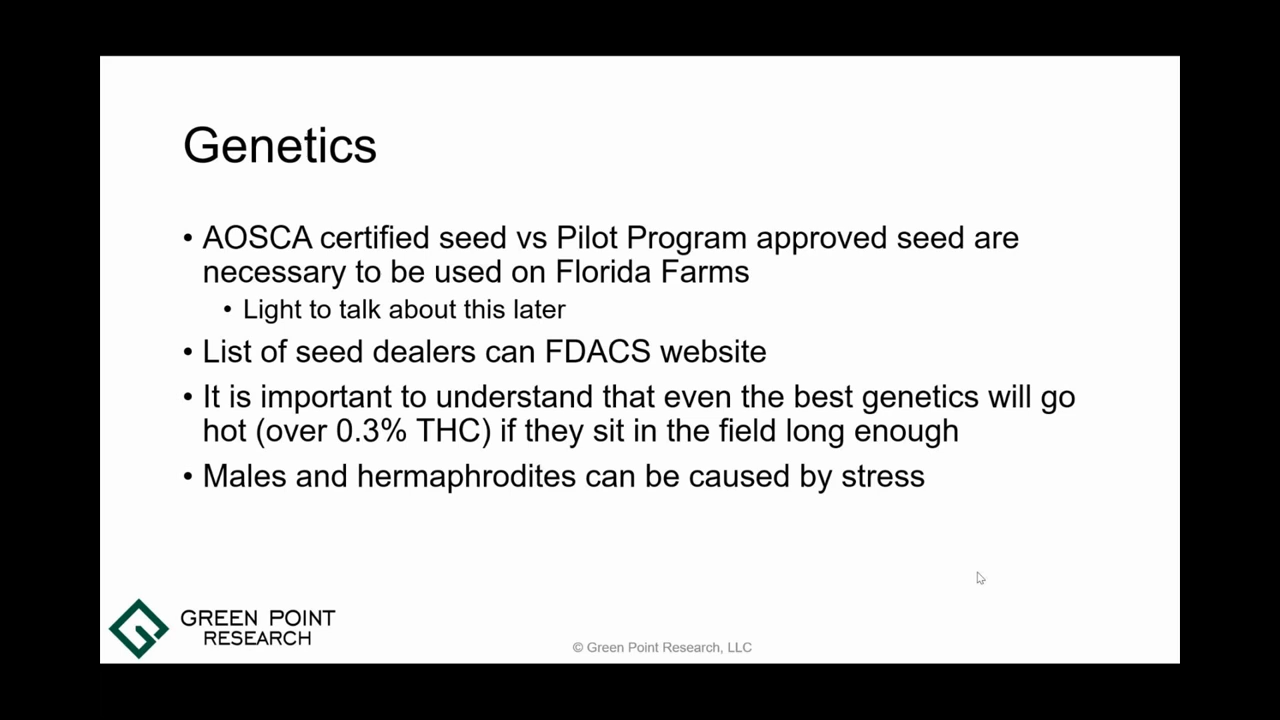 Genetics
• AOSCA certified seed vs Pilot Program approved seed are
necessary to be used on Florida Farms
• Light to talk about this later
• List of seed dealers can FDACS website
• It is important to understand that even the best genetics will go
hot (over 0.3% THC) if they sit in the field long enough
• Males and hermaphrodites can be caused by stress
GREEN POINT
RESEARCH
© Green Point Research, LLC